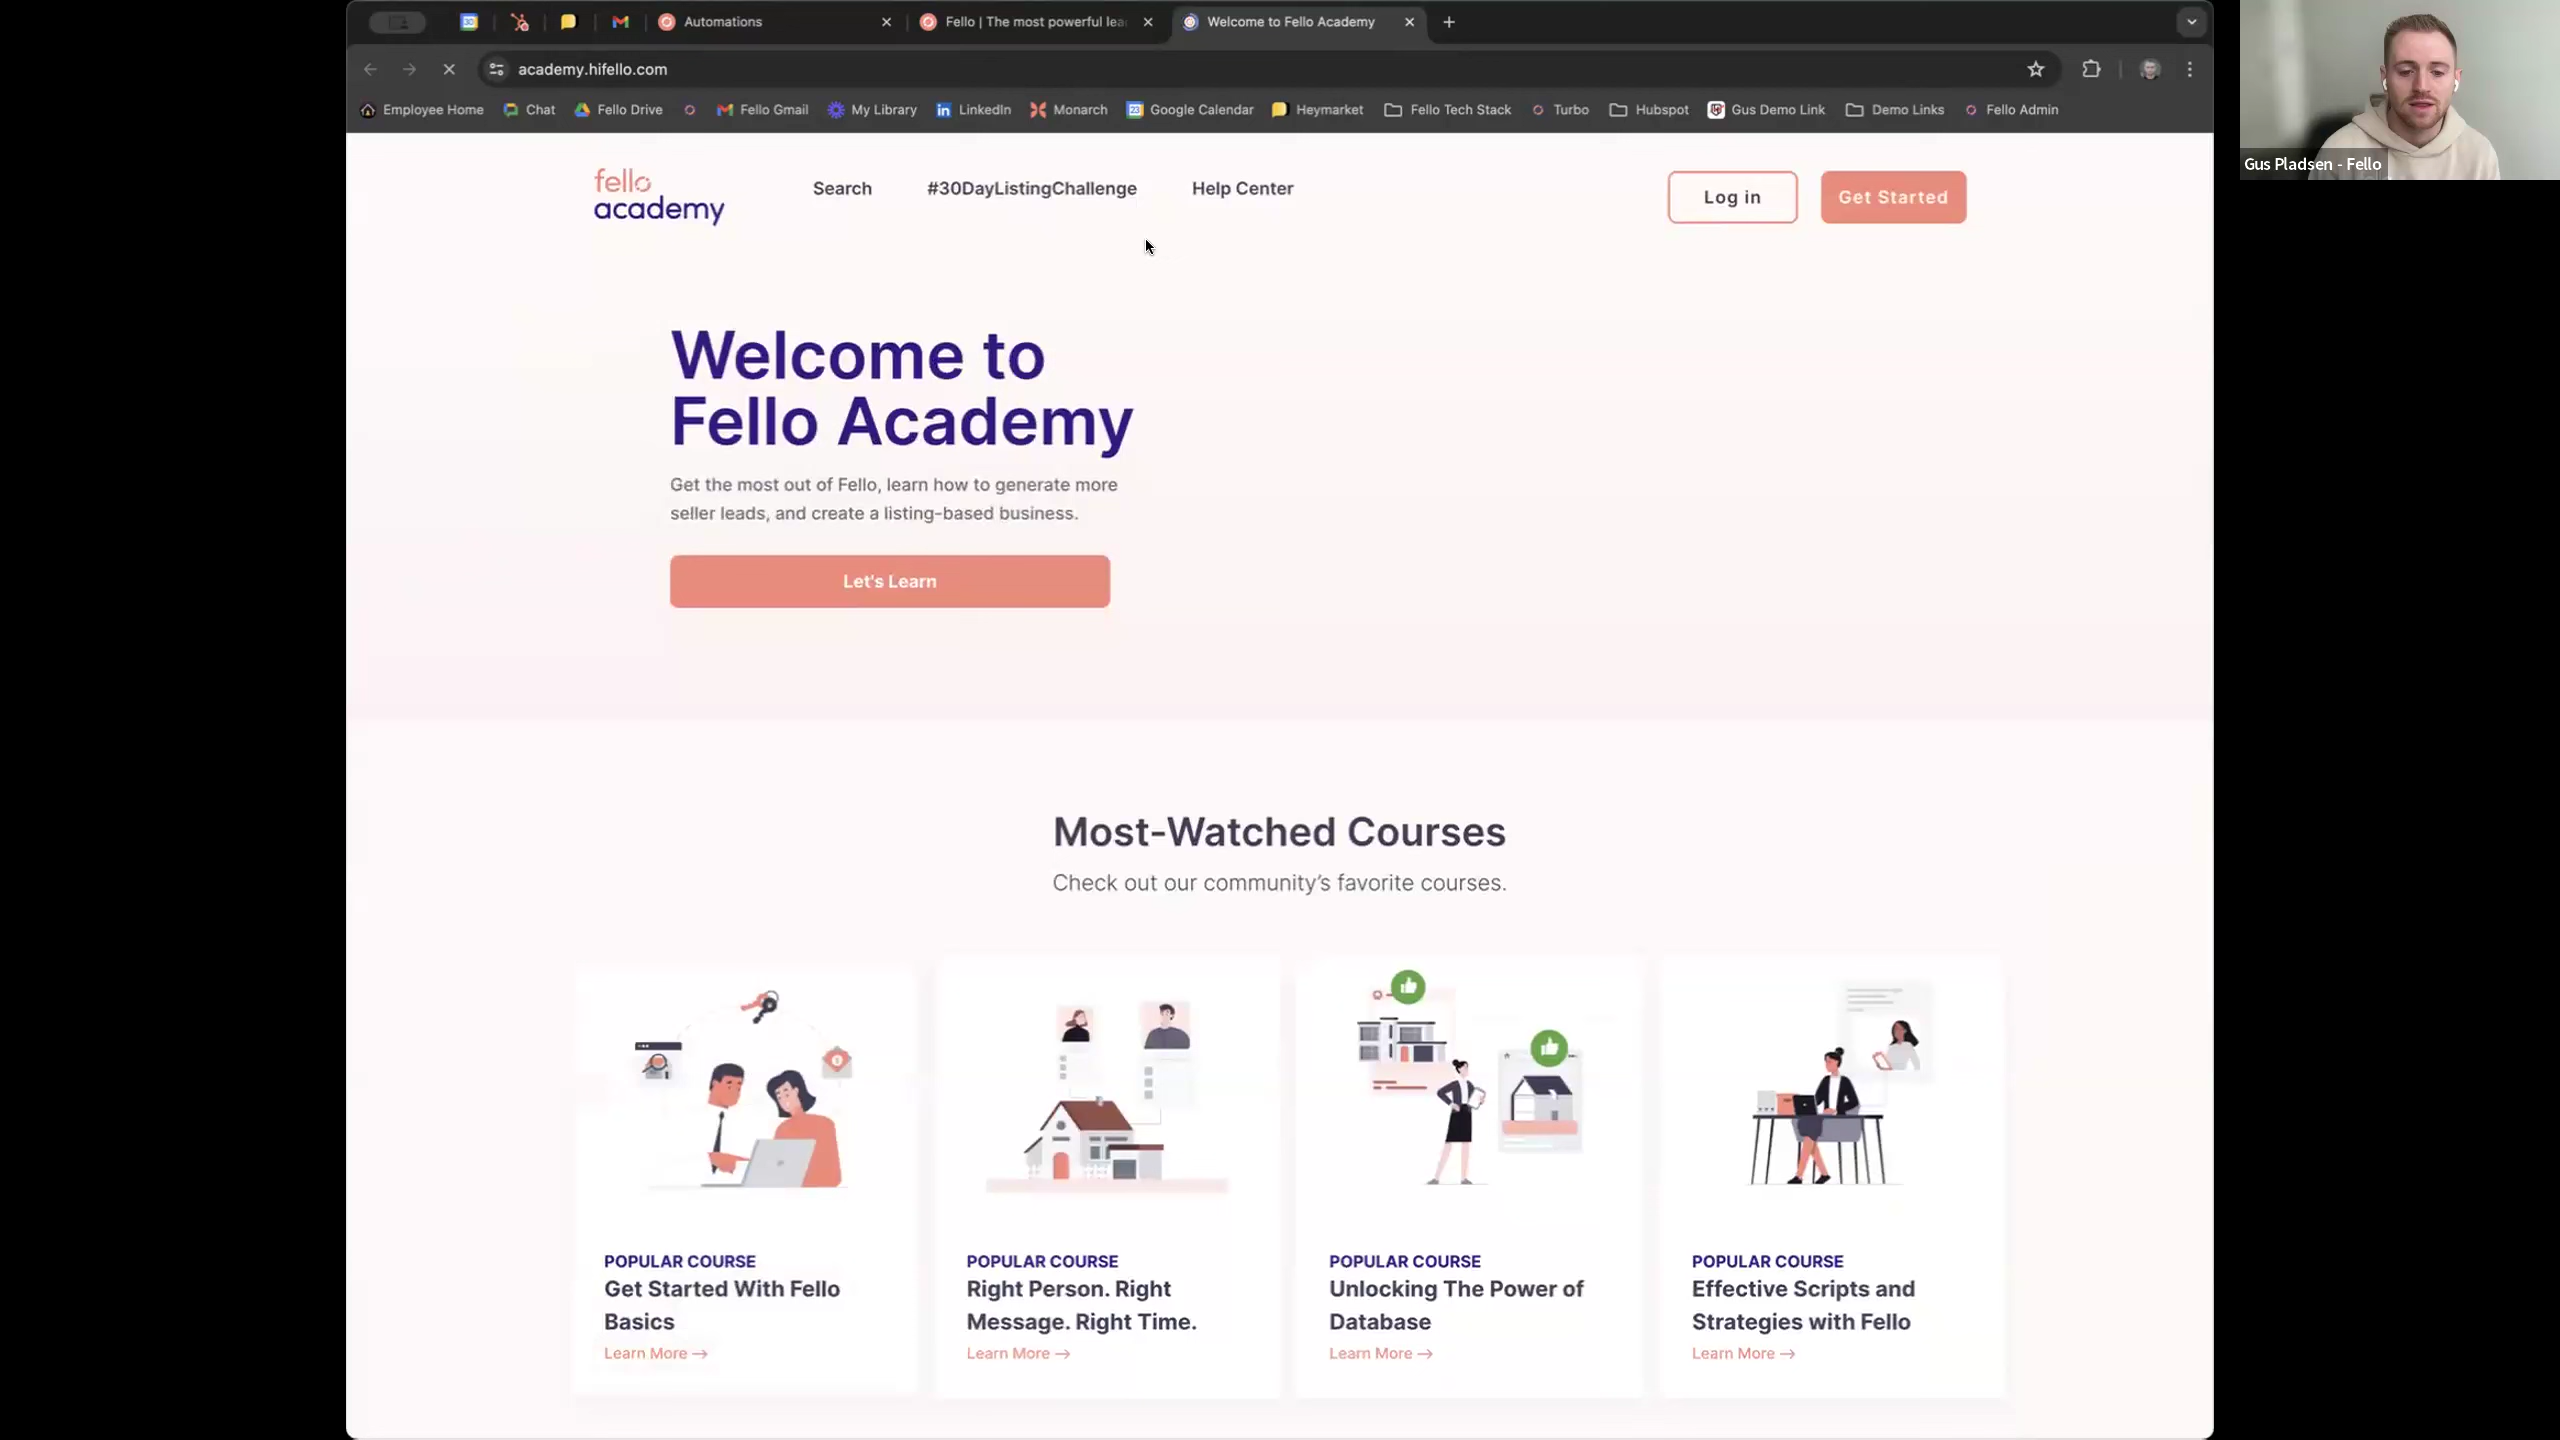 Automations
Fello | The most powerful lea
Welcome to Fello Academy
academy.hifello.com
Employee Home
Chat
Fello Drive
Fello Gmail
My Library
LinkedIn
Monarch
Google Calendar
Heymarket
Fello Tech Stack
Turbo
Hubspot
Gus Demo Link
Demo Links
Fello Admin
Gus Pladsen - Fello
fello
academy
Search
#30DayListingChallenge
Help Center
Log in
Get Started
Welcome to
Fello Academy
Get the most out of Fello, learn how to generate more
seller leads, and create a listing-based business.
Let's Learn
Most-Watched Courses
Check out our community’s favorite courses.
POPULAR COURSE
Get Started With Fello
Basics
Learn More →
POPULAR COURSE
Right Person. Right
Message. Right Time.
Learn More →
POPULAR COURSE
Unlocking The Power of
Database
Learn More →
POPULAR COURSE
Effective Scripts and
Strategies with Fello
Learn More →